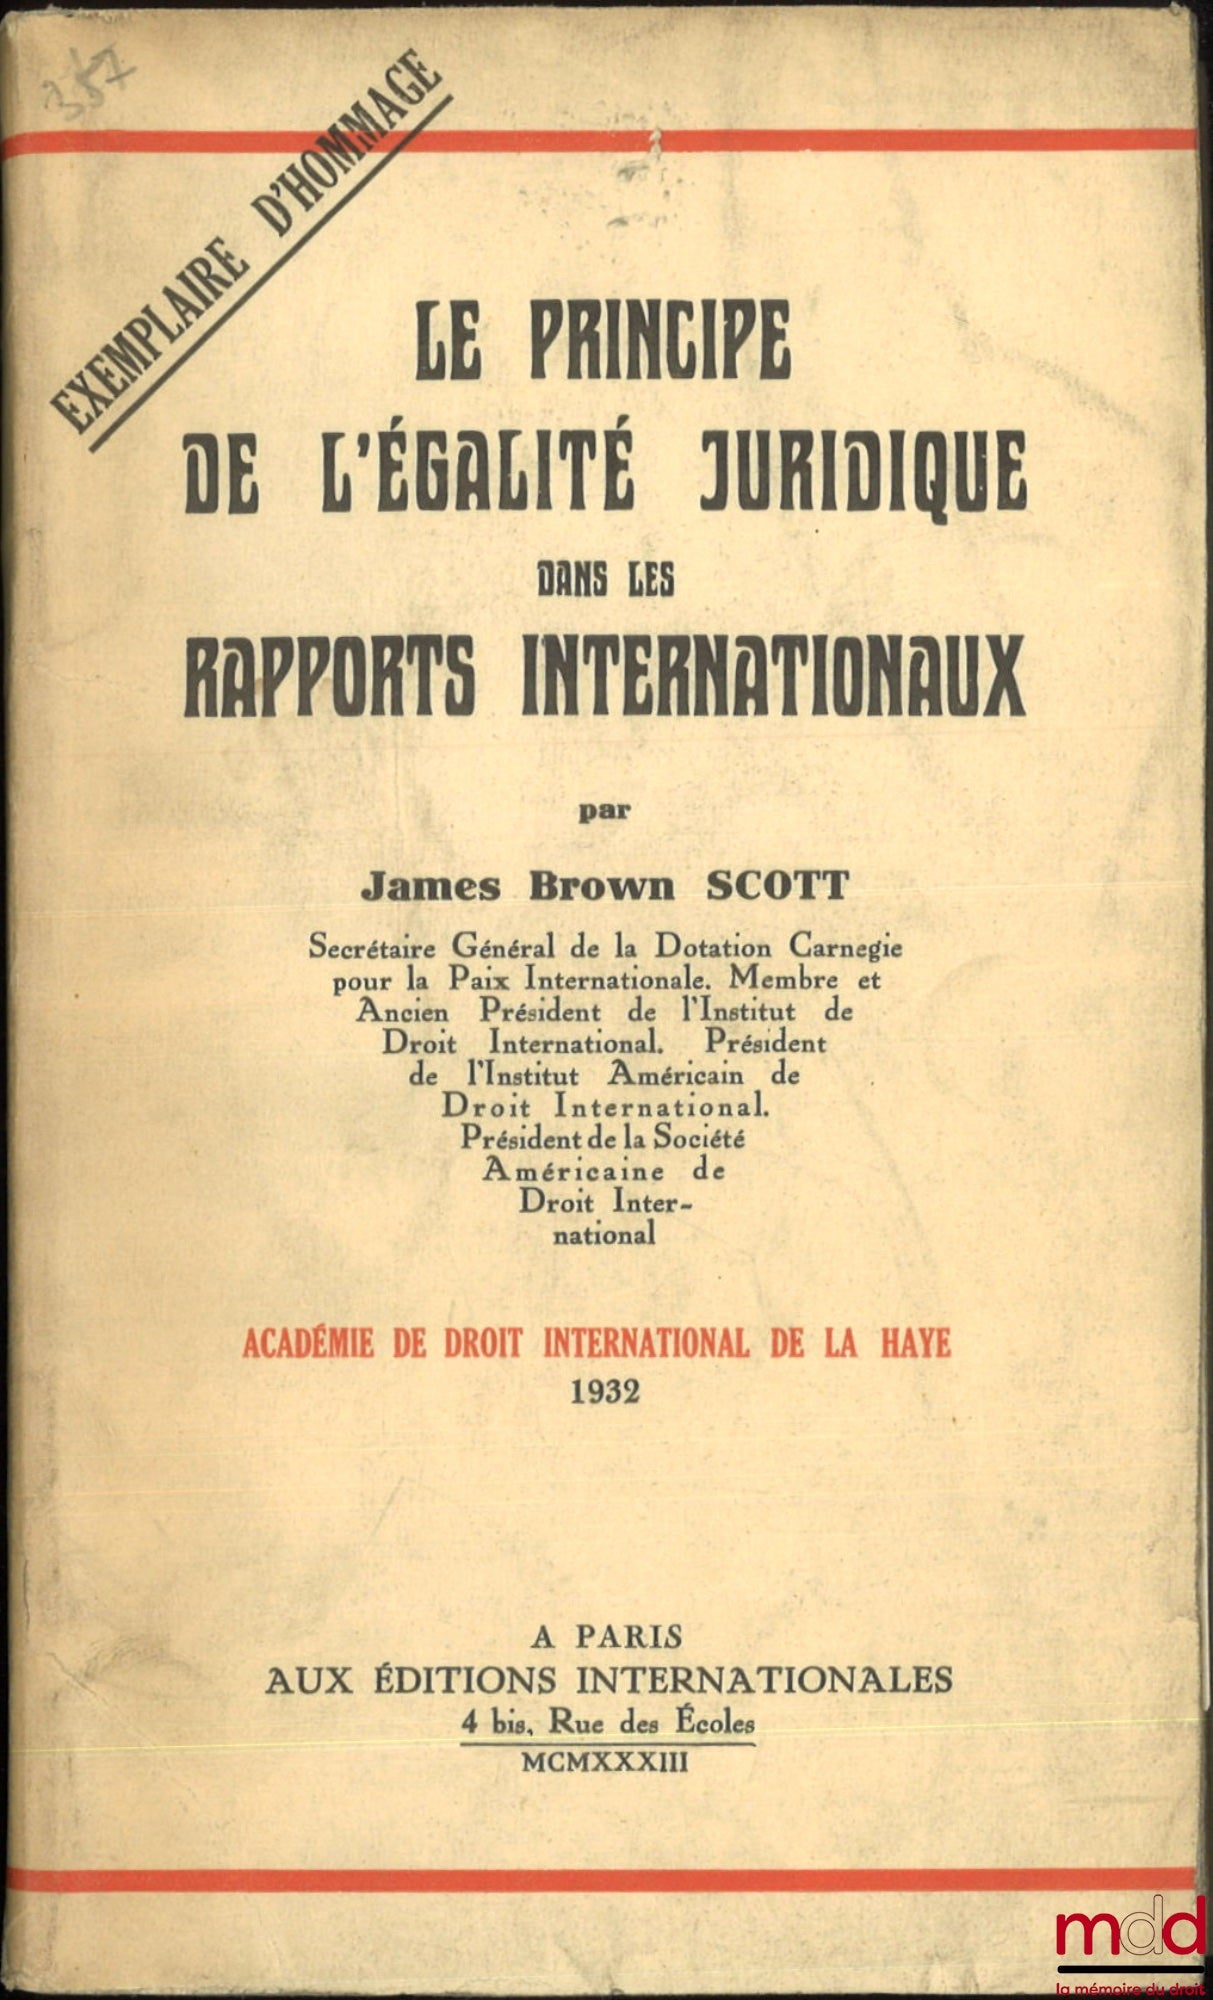 357
EXEMPLAIRE D'HOMMAGE
LE PRINCIPE
DE L'ÉGALITÉ JURIDIQUE
DANS LES
RAPPORTS INTERNATIONAUX
par
James Brown SCOTT
Secrétaire Général de la Dotation Carnegie
pour la Paix Internationale. Membre et
Ancien Président de l'Institut de
Droit International. Président
de l'Institut Américain de
Droit International.
Président de la Société
Américaine de
Droit Inter-
national
ACADÉMIE DE DROIT INTERNATIONAL DE LA HAYE
1932
A PARIS
AUX ÉDITIONS INTERNATIONALES
4 bis, Rue des Écoles
MCMXXXIII
mdd
la mémoire du droit